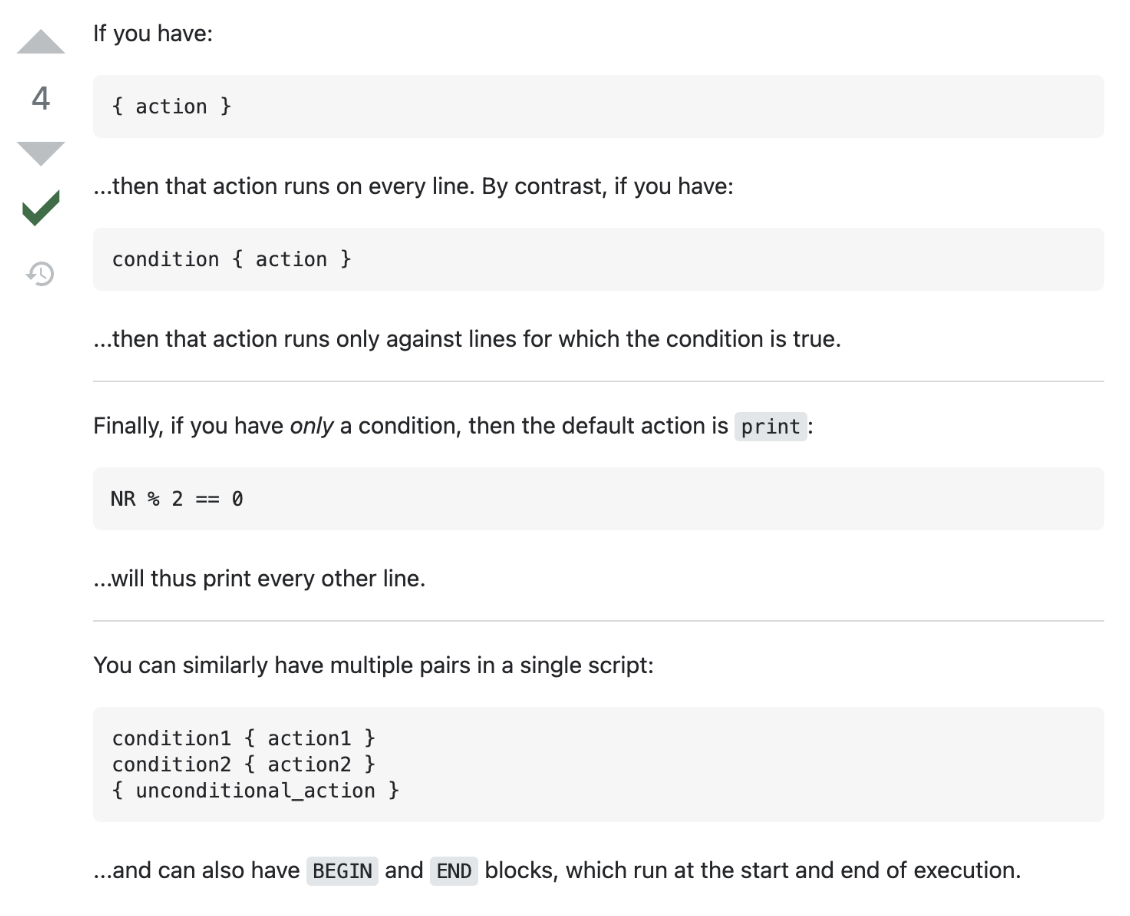 If you have:
4
{ action }
...then that action runs on every line. By contrast, if you have:
condition { action }
...then that action runs only against lines for which the condition is true.
Finally, if you have only a condition, then the default action is print:
NR % 2 == 0
...will thus print every other line.
You can similarly have multiple pairs in a single script:
condition1 { action1 }
condition2 { action2 }
{ unconditional_action }
...and can also have BEGIN and END blocks, which run at the start and end of execution.